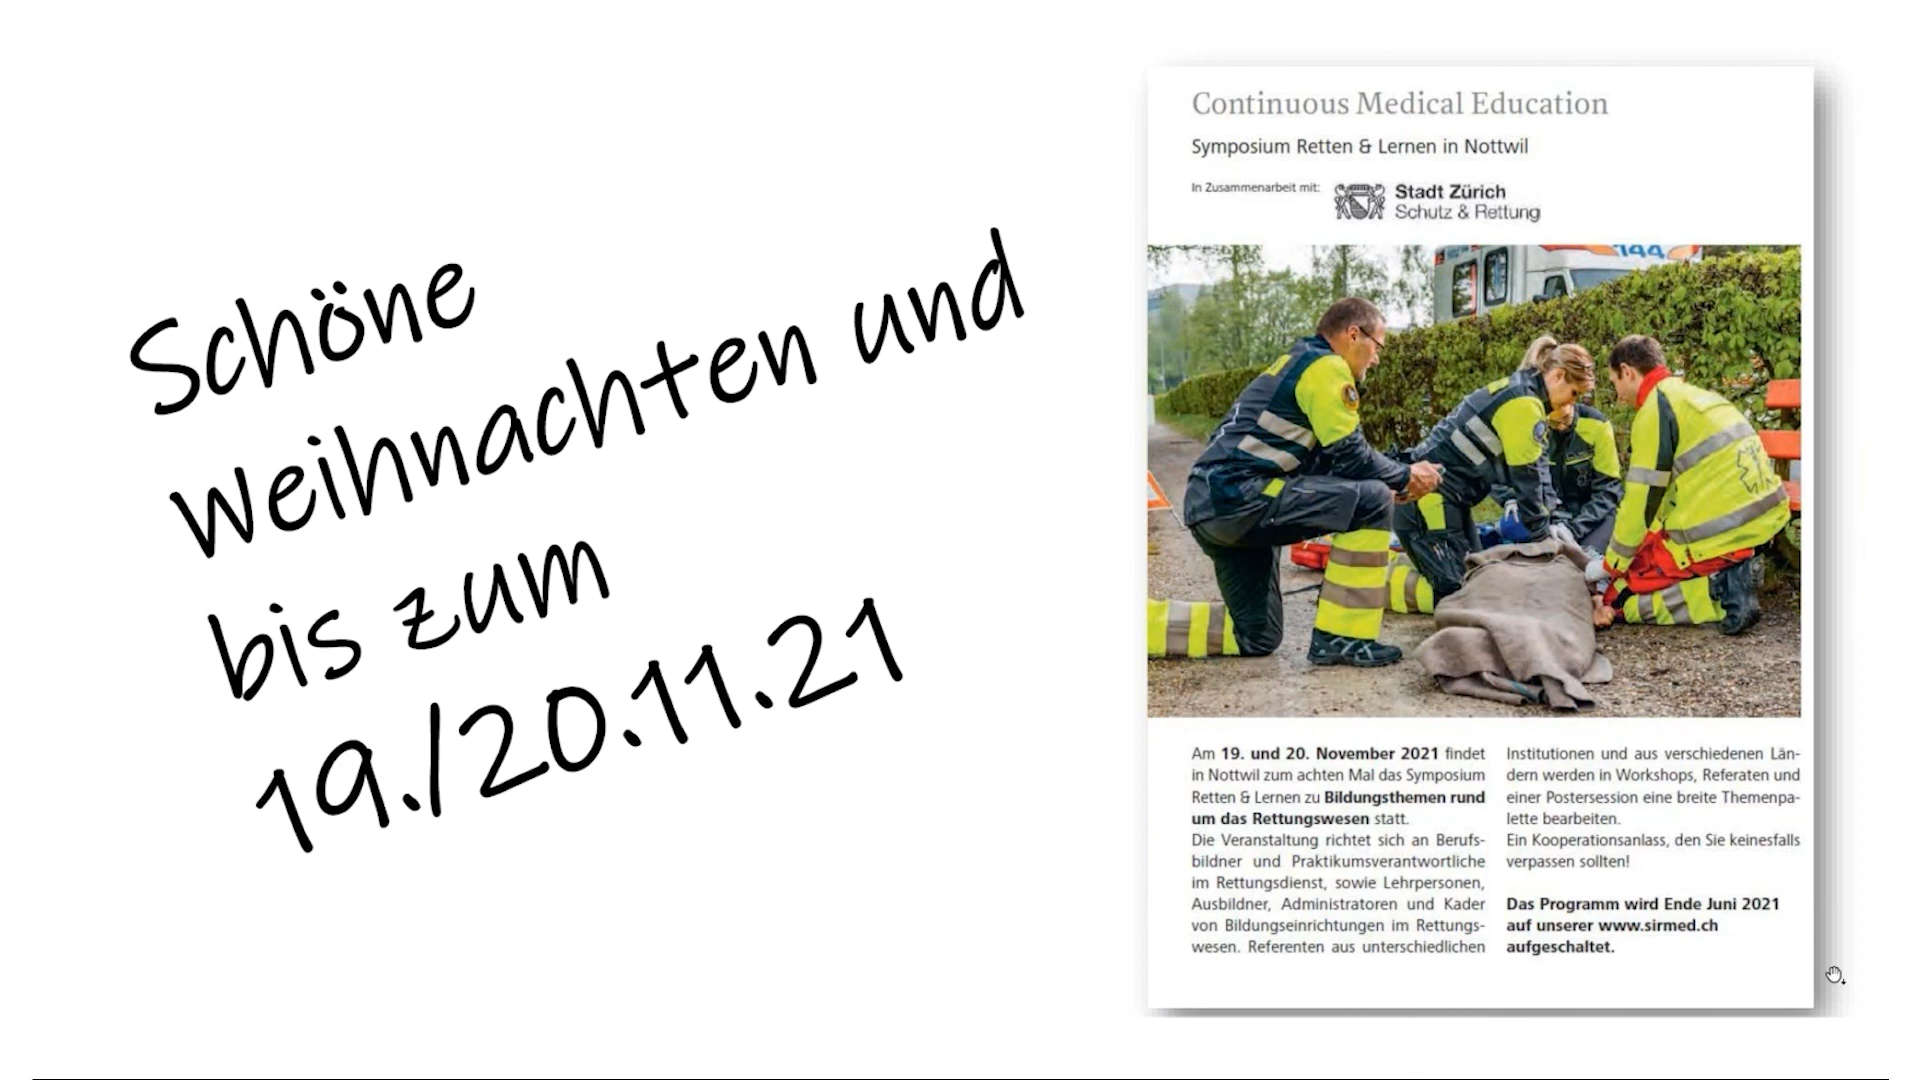 Schöne
Weihnachten und
bis zum
19./20.11.21
Continuous Medical Education
Symposium Retten & Lernen in Nottwil
In Zusammenarbeit mit:
Stadt Zürich
Schutz & Rettung
144
Am 19. und 20. November 2021 findet
in Nottwil zum achten Mal das Symposium
Retten & Lernen zu Bildungsthemen rund
um das Rettungswesen statt.
Die Veranstaltung richtet sich an Berufs-
bildner und Praktikumsverantwortliche
im Rettungsdienst, sowie Lehrpersonen,
Ausbildner, Administratoren und Kader
von Bildungseinrichtungen im Rettungs-
wesen. Referenten aus unterschiedlichen
Institutionen und aus verschiedenen Län-
dern werden in Workshops, Referaten und
einer Postersession eine breite Themenpa-
lette bearbeiten.
Ein Kooperationsanlass, den Sie keinesfalls
verpassen sollten!
Das Programm wird Ende Juni 2021
auf unserer www.sirmed.ch
aufgeschaltet.